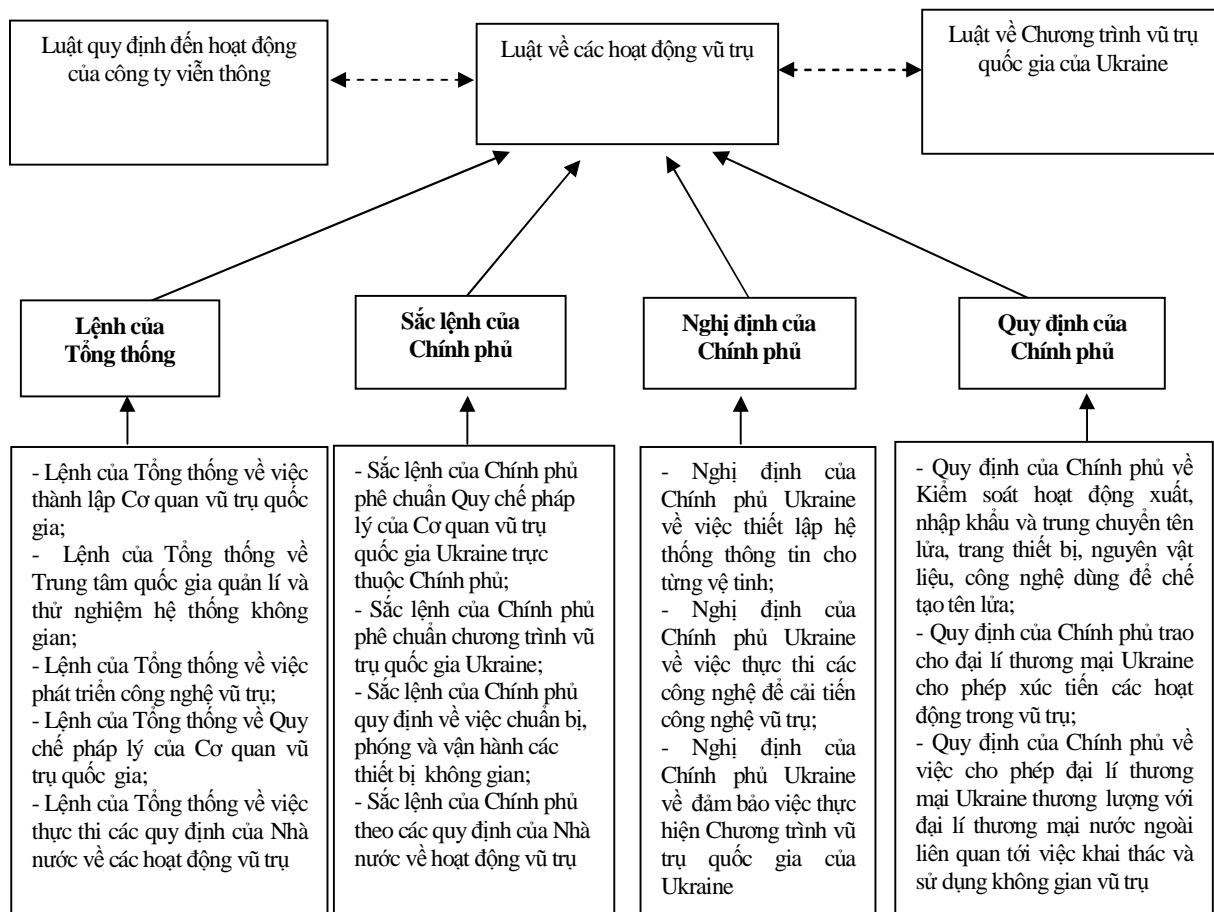 Luật quy định đến hoạt động
của công ty viễn thông
Luật về các hoạt động vũ trụ
Luật về Chương trình vũ trụ
quốc gia của Ukraine
Lệnh của
Tổng thống
Sắc lệnh của
Chính phủ
Nghị định của
Chính phủ
Quy định của
Chính phủ
- Lệnh của Tổng thống về việc
thành lập Cơ quan vũ trụ quốc
gia;
- Lệnh của Tổng thống về
Trung tâm quốc gia quản lí và
thử nghiệm hệ thống không
gian;
- Lệnh của Tổng thống về việc
phát triển công nghệ vũ trụ;
- Lệnh của Tổng thống về Quy
chế pháp lý của Cơ quan vũ
trụ quốc gia;
- Lệnh của Tổng thống về việc
thực thi các quy định của Nhà
nước về các hoạt động vũ trụ
- Sắc lệnh của Chính phủ
phê chuẩn Quy chế pháp
lý của Cơ quan vũ trụ
quốc gia Ukraine trực
thuộc Chính phủ;
- Sắc lệnh của Chính phủ
phê chuẩn chương trình vũ
trụ quốc gia Ukraine;
- Sắc lệnh của Chính phủ
quy định về việc chuẩn bị,
phóng và vận hành các
thiết bị không gian;
- Sắc lệnh của Chính phủ
theo các quy định của Nhà
nước về hoạt động vũ trụ
- Nghị định của
Chính phủ Ukraine
về việc thiết lập hệ
thống thông tin cho
từng vệ tinh;
- Nghị định của
Chính phủ Ukraine
về việc thực thi các
công nghệ để cải tiến
công nghệ vũ trụ;
- Nghị định của
Chính phủ Ukraine
về đảm bảo việc thực
hiện Chương trình vũ
trụ quốc gia của
Ukraine
- Quy định của Chính phủ về
Kiểm soát hoạt động xuất,
nhập khẩu và trung chuyển tên
lửa, trang thiết bị, nguyên vật
liệu, công nghệ dùng để chế
tạo tên lửa;
- Quy định của Chính phủ trao
cho đại lí thương mại Ukraine
cho phép xúc tiến các hoạt
động trong vũ trụ;
- Quy định của Chính phủ về
việc cho phép đại lí thương
mại Ukraine thương lượng với
đại lí thương mại nước ngoài
liên quan tới việc khai thác và
sử dụng không gian vũ trụ